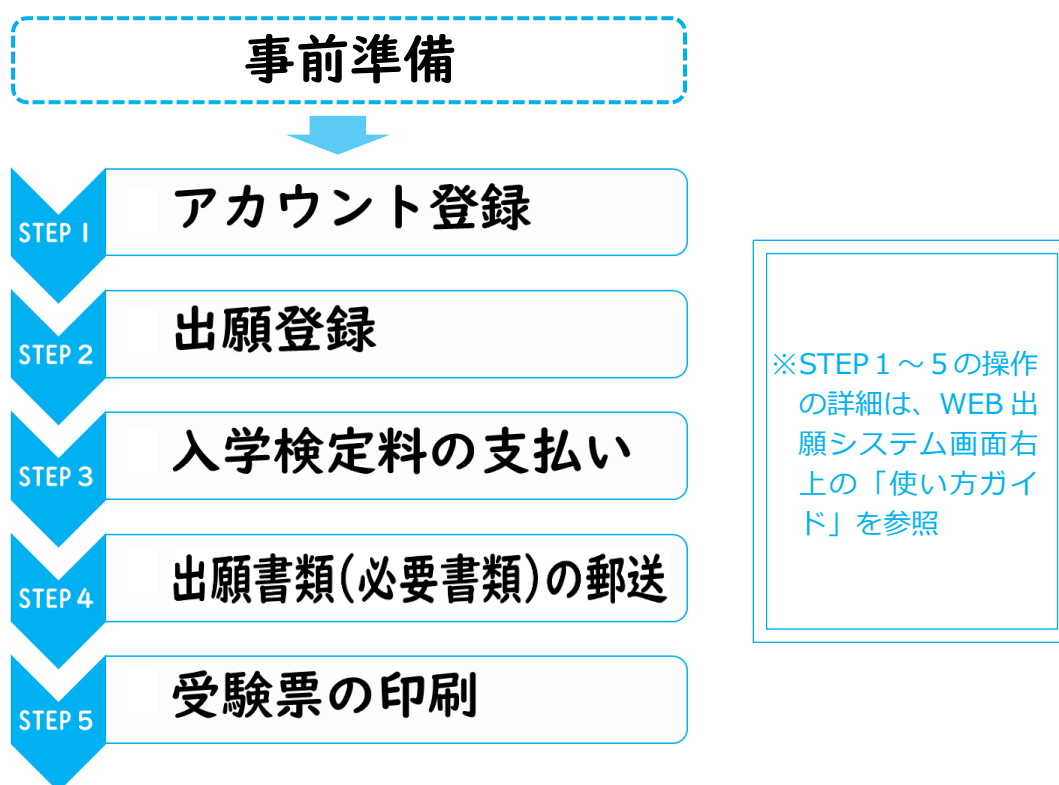 事前準備
STEP 1
アカウント登録
STEP 2
出願登録
STEP 3
入学検定料の支払い
STEP 4
出願書類(必要書類)の郵送
STEP 5
受験票の印刷
※STEP1～5の操作
の詳細は、WEB 出
願システム画面右
上の「使い方ガイ
ド」を参照